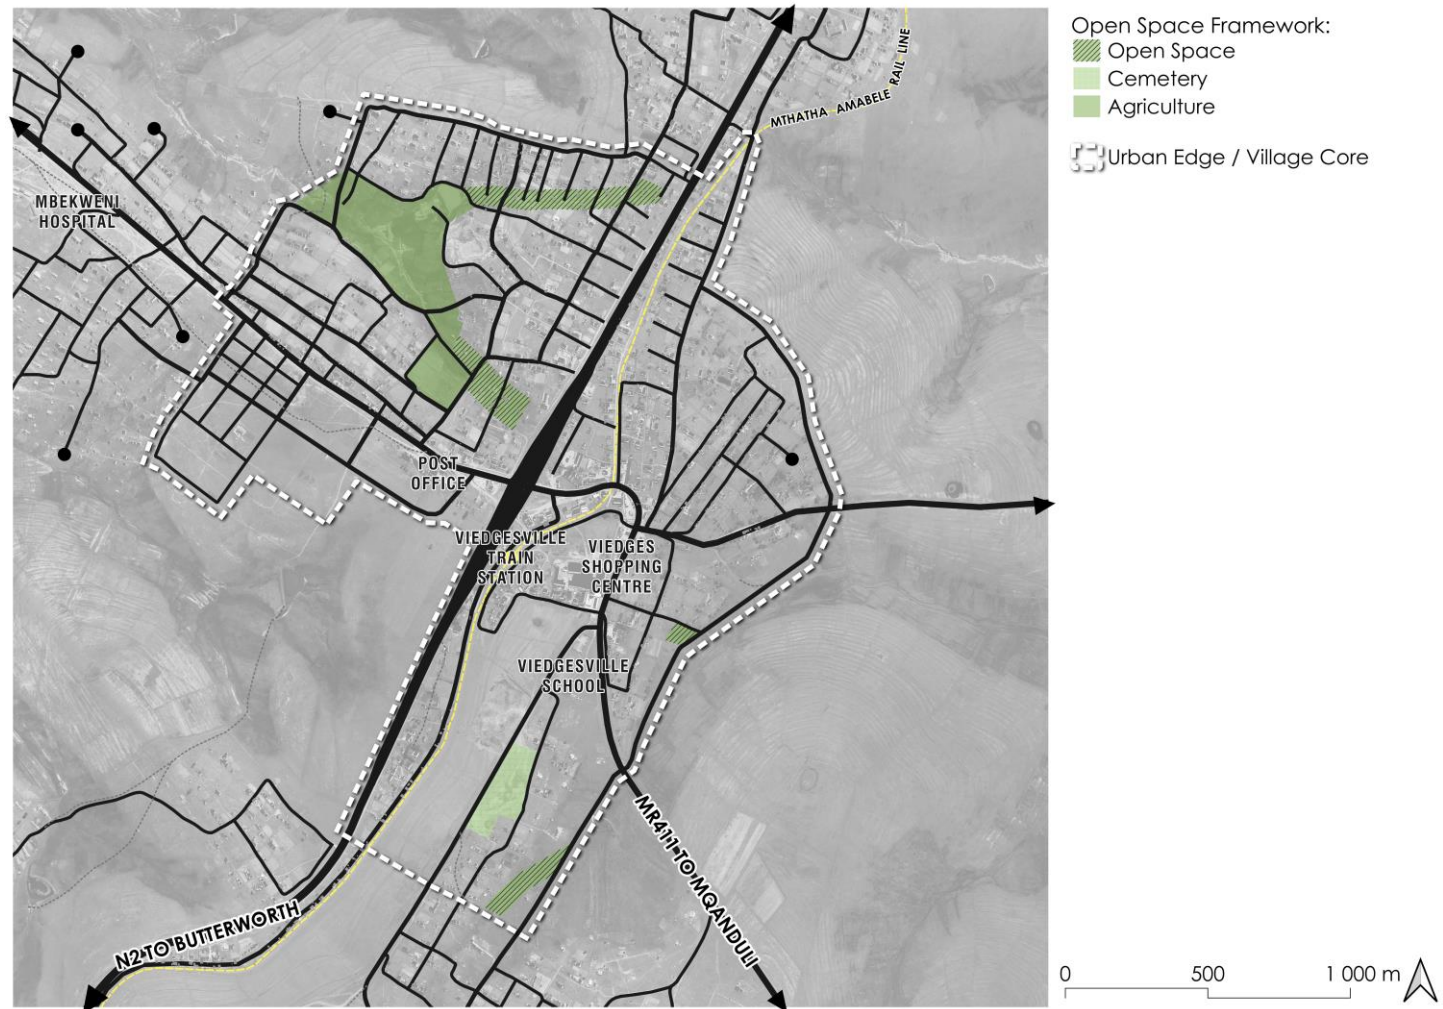 Open Space Framework:
Open Space
Cemetery
Agriculture
Urban Edge / Village Core
MTHATHA AMABELE RAIL LINE
MBEKWENI
HOSPITAL
POST
OFFICE
VIEDGESVILLE
TRAIN
STATION
VIEDGES
SHOPPING
CENTRE
VIEDGESVILLE
SCHOOL
MR411 TO MQANDULI
N2 TO BUTTERWORTH
0 500 1 000 m